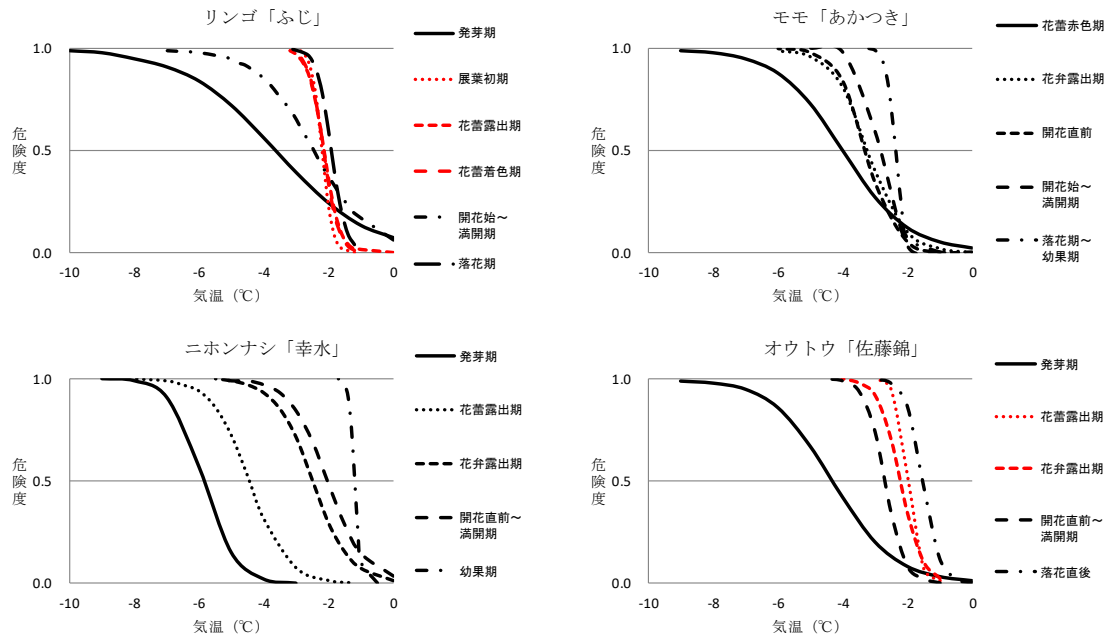 リンゴ「ふじ」
1.0
0.5
0.0
危険度
-10
-8
-6
-4
-2
0
気温（℃）
発芽期
展葉初期
花蕾露出期
花蕾着色期
開花始～
満開期
落花期
モモ「あかつき」
1.0
0.5
0.0
危険度
-10
-8
-6
-4
-2
0
気温（℃）
花蕾赤色期
花弁露出期
開花直前
開花始～
満開期
落花期～
幼果期
ニホンナシ「幸水」
1.0
0.5
0.0
危険度
-10
-8
-6
-4
-2
0
気温（℃）
発芽期
花蕾露出期
花弁露出期
開花直前～
満開期
幼果期
オウトウ「佐藤錦」
1.0
0.5
0.0
危険度
-10
-8
-6
-4
-2
0
気温（℃）
発芽期
花蕾露出期
花弁露出期
開花直前～
満開期
落花直後